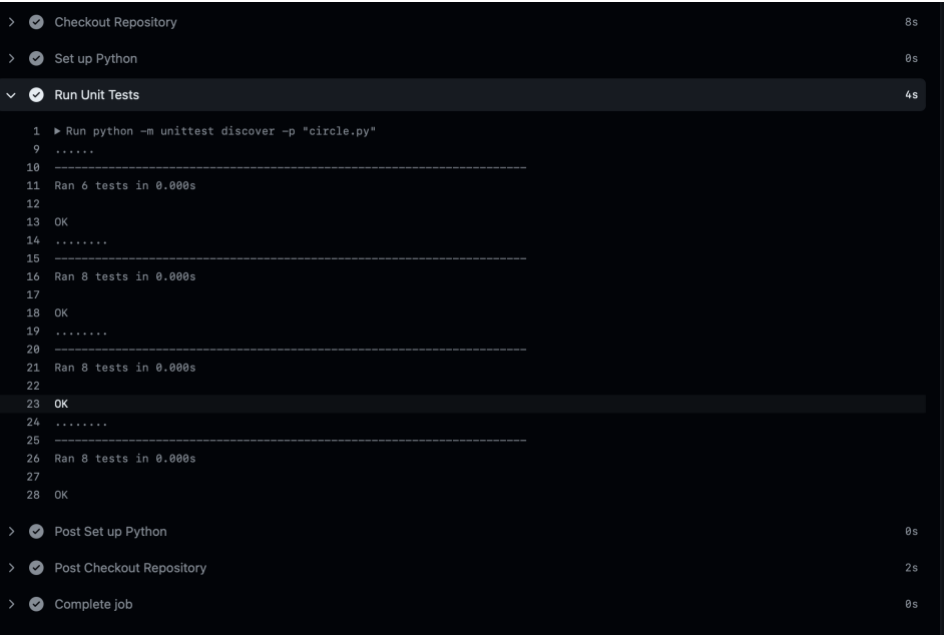 Checkout Repository 8s
Set up Python 0s
Run Unit Tests 4s
1 ▶ Run python -m unittest discover -p "circle.py"
9 ......
10 ----------------------------------------------------------------------
11 Ran 6 tests in 0.000s
12
13 OK
14 ........
15 ----------------------------------------------------------------------
16 Ran 8 tests in 0.000s
17
18 OK
19 ........
20 ----------------------------------------------------------------------
21 Ran 8 tests in 0.000s
22
23 OK
24 ........
25 ----------------------------------------------------------------------
26 Ran 8 tests in 0.000s
27
28 OK
Post Set up Python 0s
Post Checkout Repository 2s
Complete job 0s